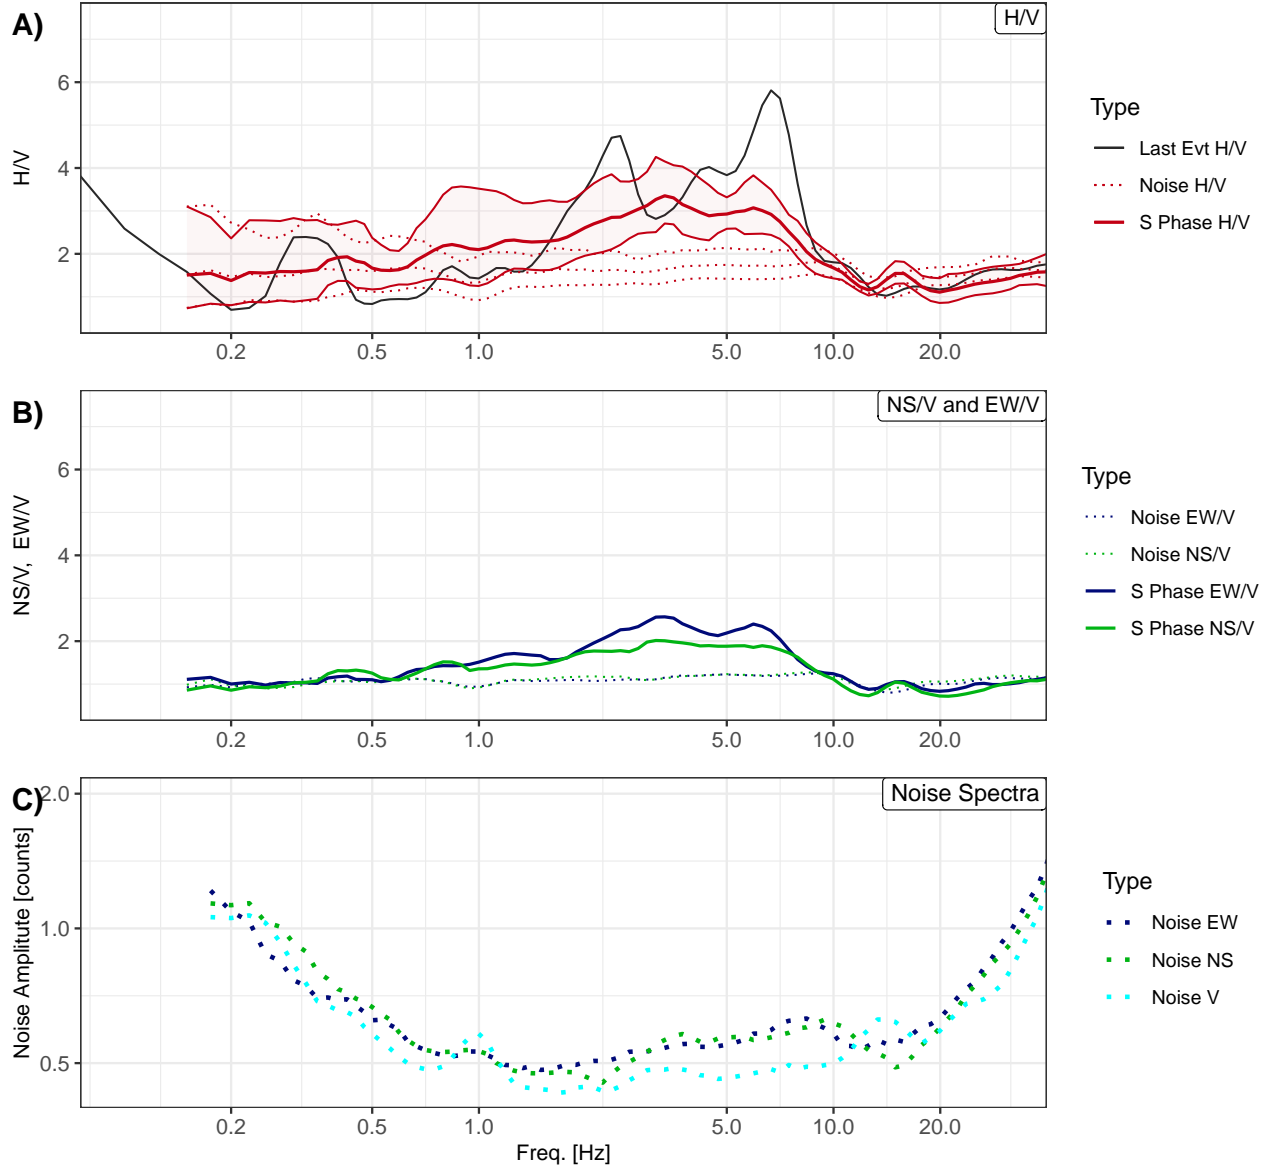 A)
H/V
6
4
2
H/V
0.2 0.5 1.0 5.0 10.0 20.0
Type
Last Evt H/V
Noise H/V
S Phase H/V
B)
NS/V and EW/V
6
4
2
NS/V, EW/V
0.2 0.5 1.0 5.0 10.0 20.0
Type
Noise EW/V
Noise NS/V
S Phase EW/V
S Phase NS/V
C)
Noise Spectra
2.0
1.0
0.5
Noise Amplitute [counts]
0.2 0.5 1.0 5.0 10.0 20.0
Freq. [Hz]
Type
Noise EW
Noise NS
Noise V